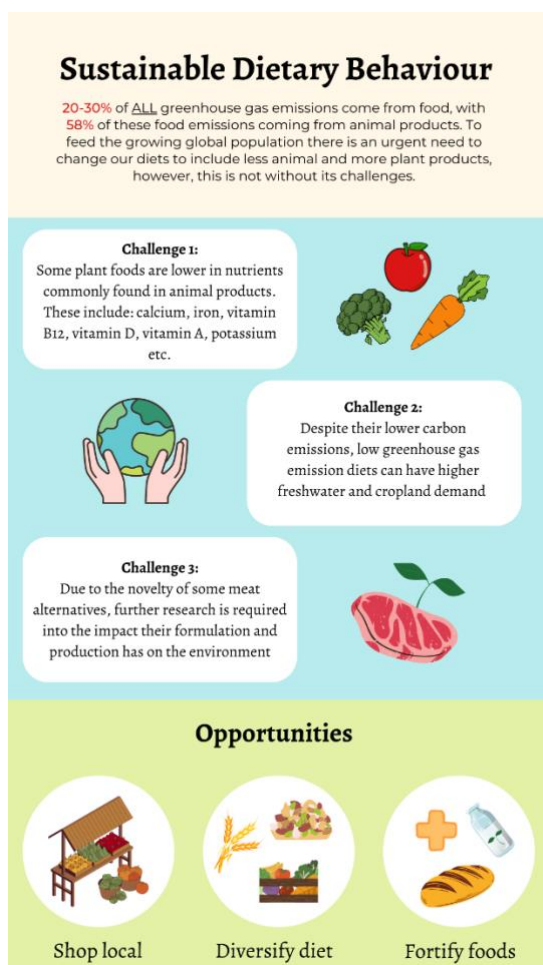 Sustainable Dietary Behaviour
20-30% of ALL greenhouse gas emissions come from food, with
58% of these food emissions coming from animal products. To
feed the growing global population there is an urgent need to
change our diets to include less animal and more plant products,
however, this is not without its challenges.
Challenge 1:
Some plant foods are lower in nutrients
commonly found in animal products.
These include: calcium, iron, vitamin
B12, vitamin D, vitamin A, potassium
etc.
Challenge 2:
Despite their lower carbon
emissions, low greenhouse gas
emission diets can have higher
freshwater and cropland demand
Challenge 3:
Due to the novelty of some meat
alternatives, further research is required
into the impact their formulation and
production has on the environment
Opportunities
Shop local
Diversify diet
Fortify foods